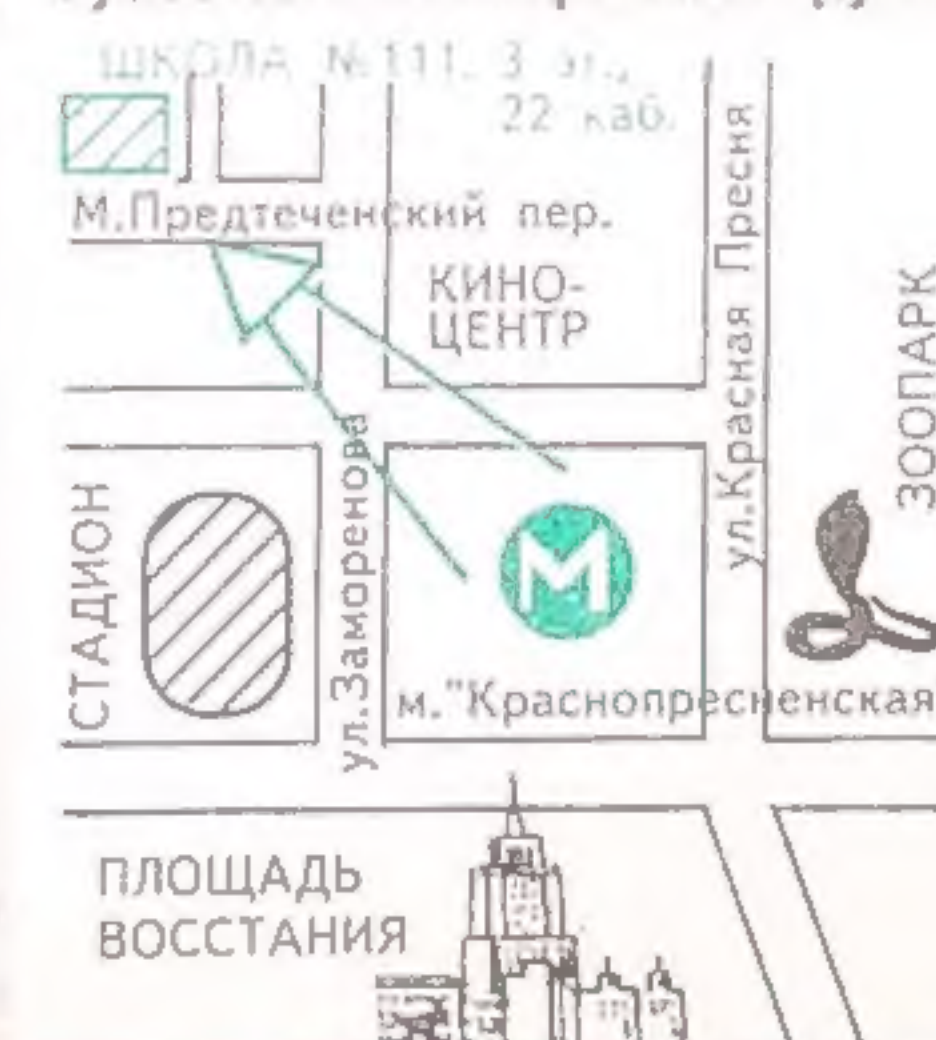 ШКОЛА №111, 3 эт.,
22 каб.
М.Предтеченский пер.
КИНО-
ЦЕНТР
ул.Красная Пресня
ЗООПАРК
СТАДИОН
ул.Заморенова
М
м."Краснопресненская
ПЛОЩАДЬ
ВОССТАНИЯ